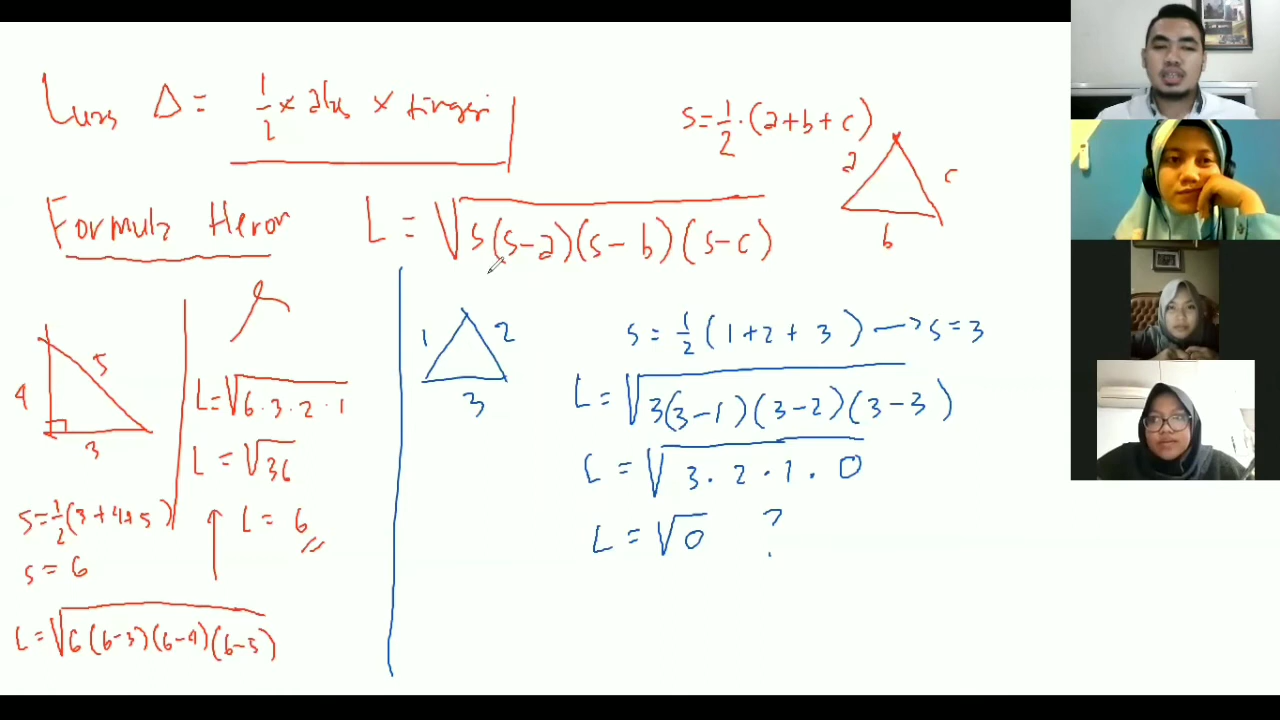 Luas Δ = 1/2 × alas × tinggi
s = 1/2 · (a + b + c)
a
c
b
Formula Heron L = √s(s-a)(s-b)(s-c)
4
5
3
s = 1/2 (3+4+5)
s = 6
L = √6(6-3)(6-4)(6-5)
L = √6·3·2·1
L = √36
L = 6
1
2
3
s = 1/2 (1+2+3) → s = 3
L = √3(3-1)(3-2)(3-3)
L = √3·2·1·0
L = √0 ?